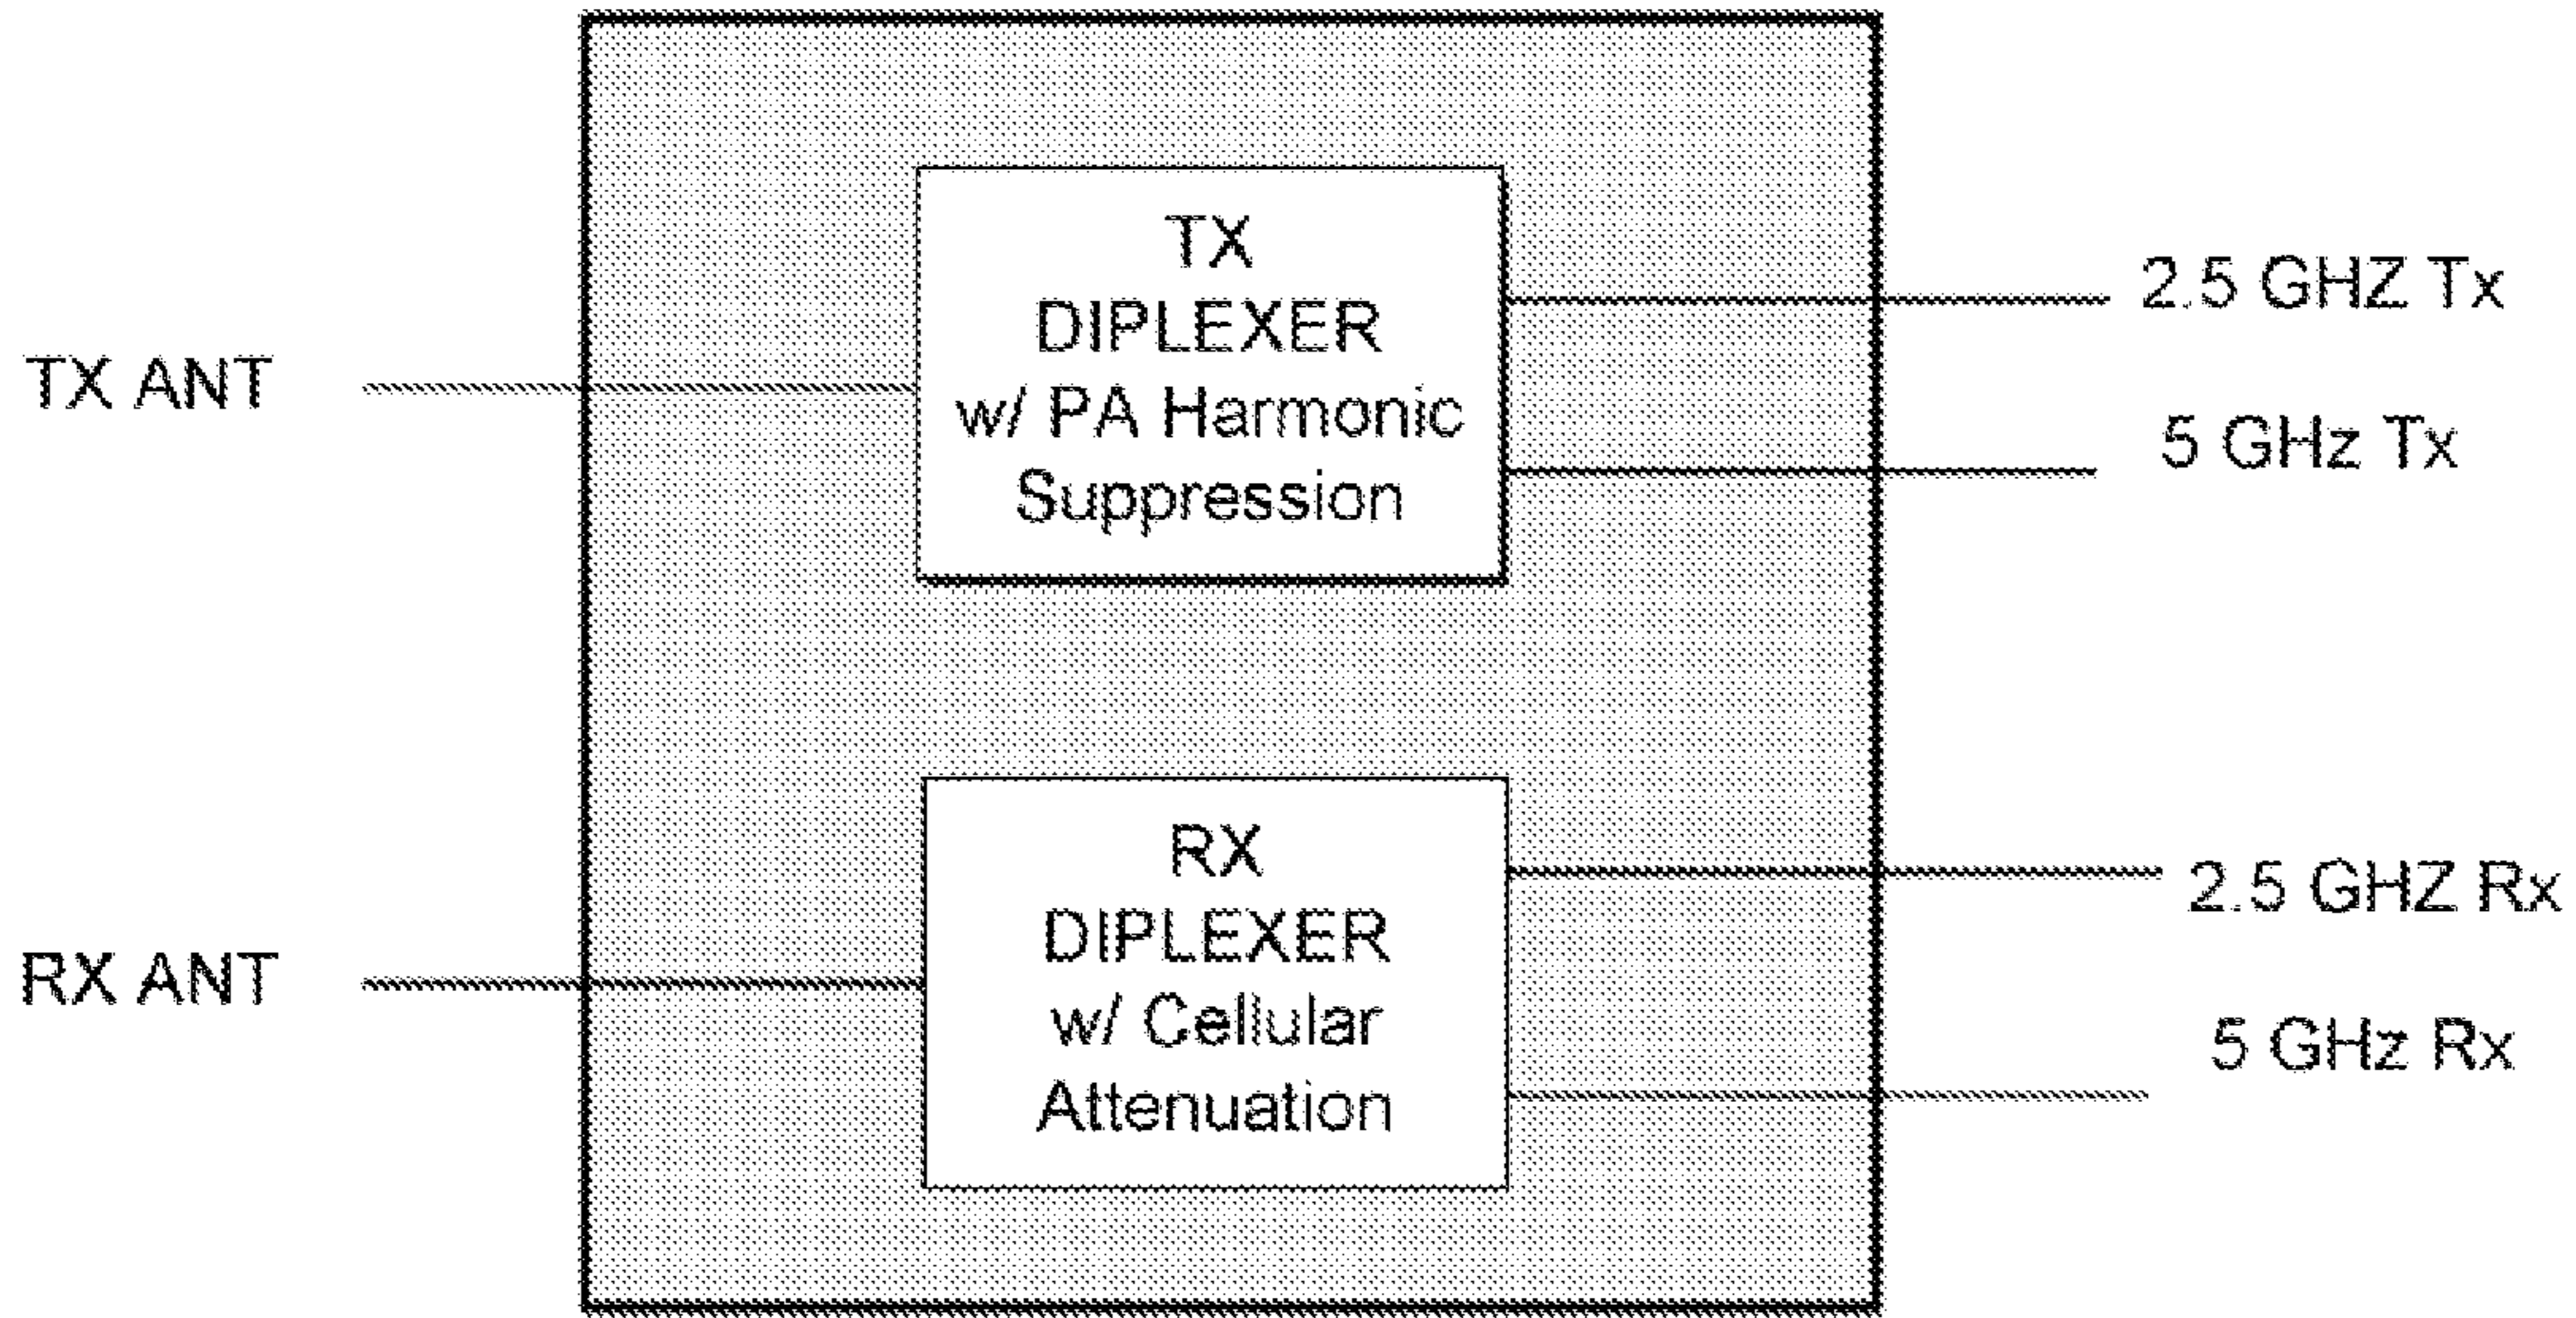 TX ANT
TX
DIPLEXER
w/ PA Harmonic
Suppression
2.5 GHZ Tx
5 GHz Tx
RX ANT
RX
DIPLEXER
w/ Cellular
Attenuation
2.5 GHZ Rx
5 GHz Rx